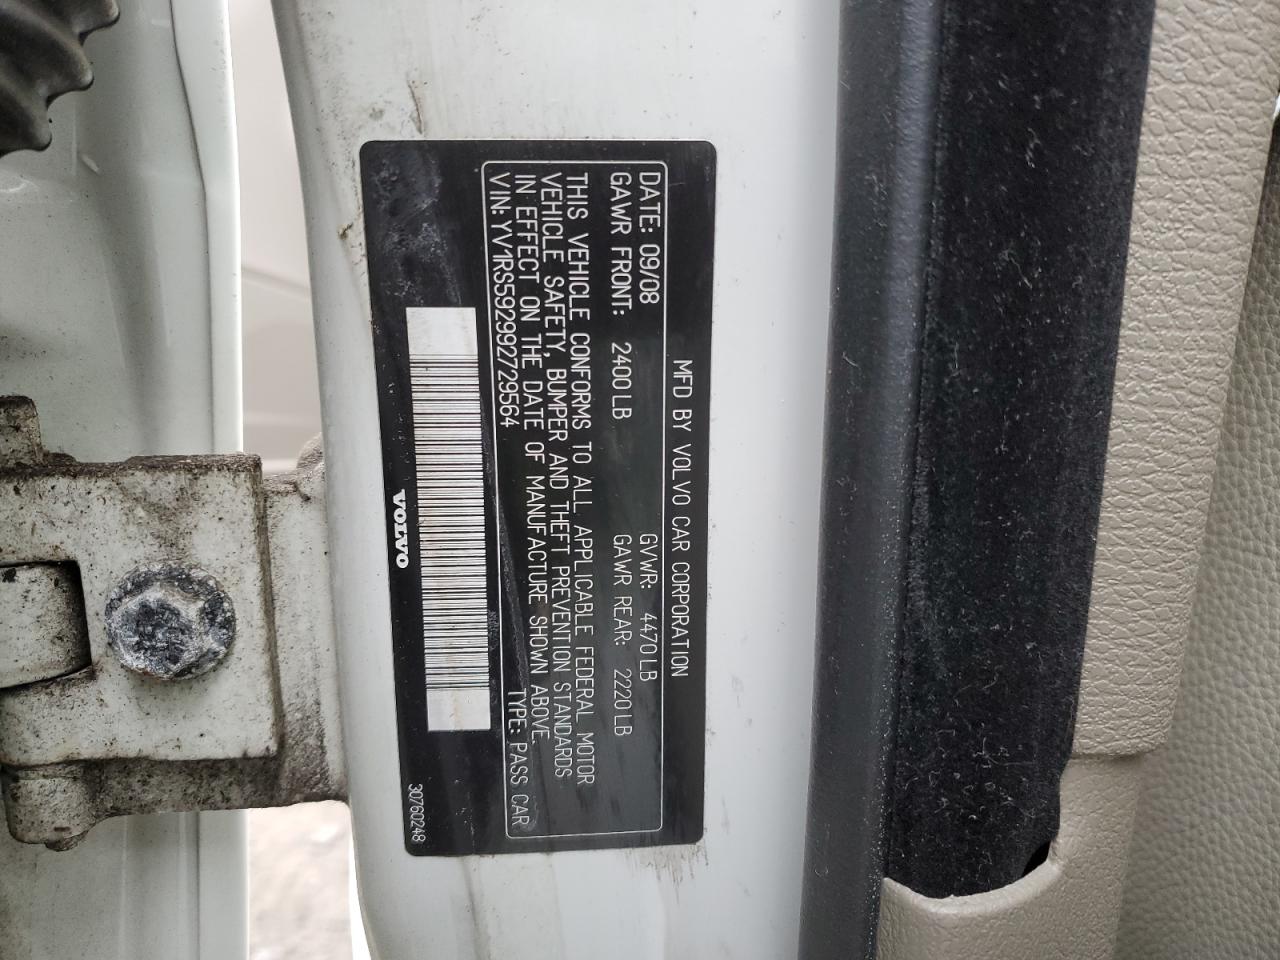 MFD BY VOLVO CAR CORPORATION
DATE: 09/08 GVWR: 4470 LB
GAWR FRONT: 2400 LB GAWR REAR: 2220 LB
THIS VEHICLE CONFORMS TO ALL APPLICABLE FEDERAL MOTOR
VEHICLE SAFETY, BUMPER AND THEFT PREVENTION STANDARDS
IN EFFECT ON THE DATE OF MANUFACTURE SHOWN ABOVE.
VIN: YV1RS592992729564 TYPE: PASS CAR
VOLVO
30760248